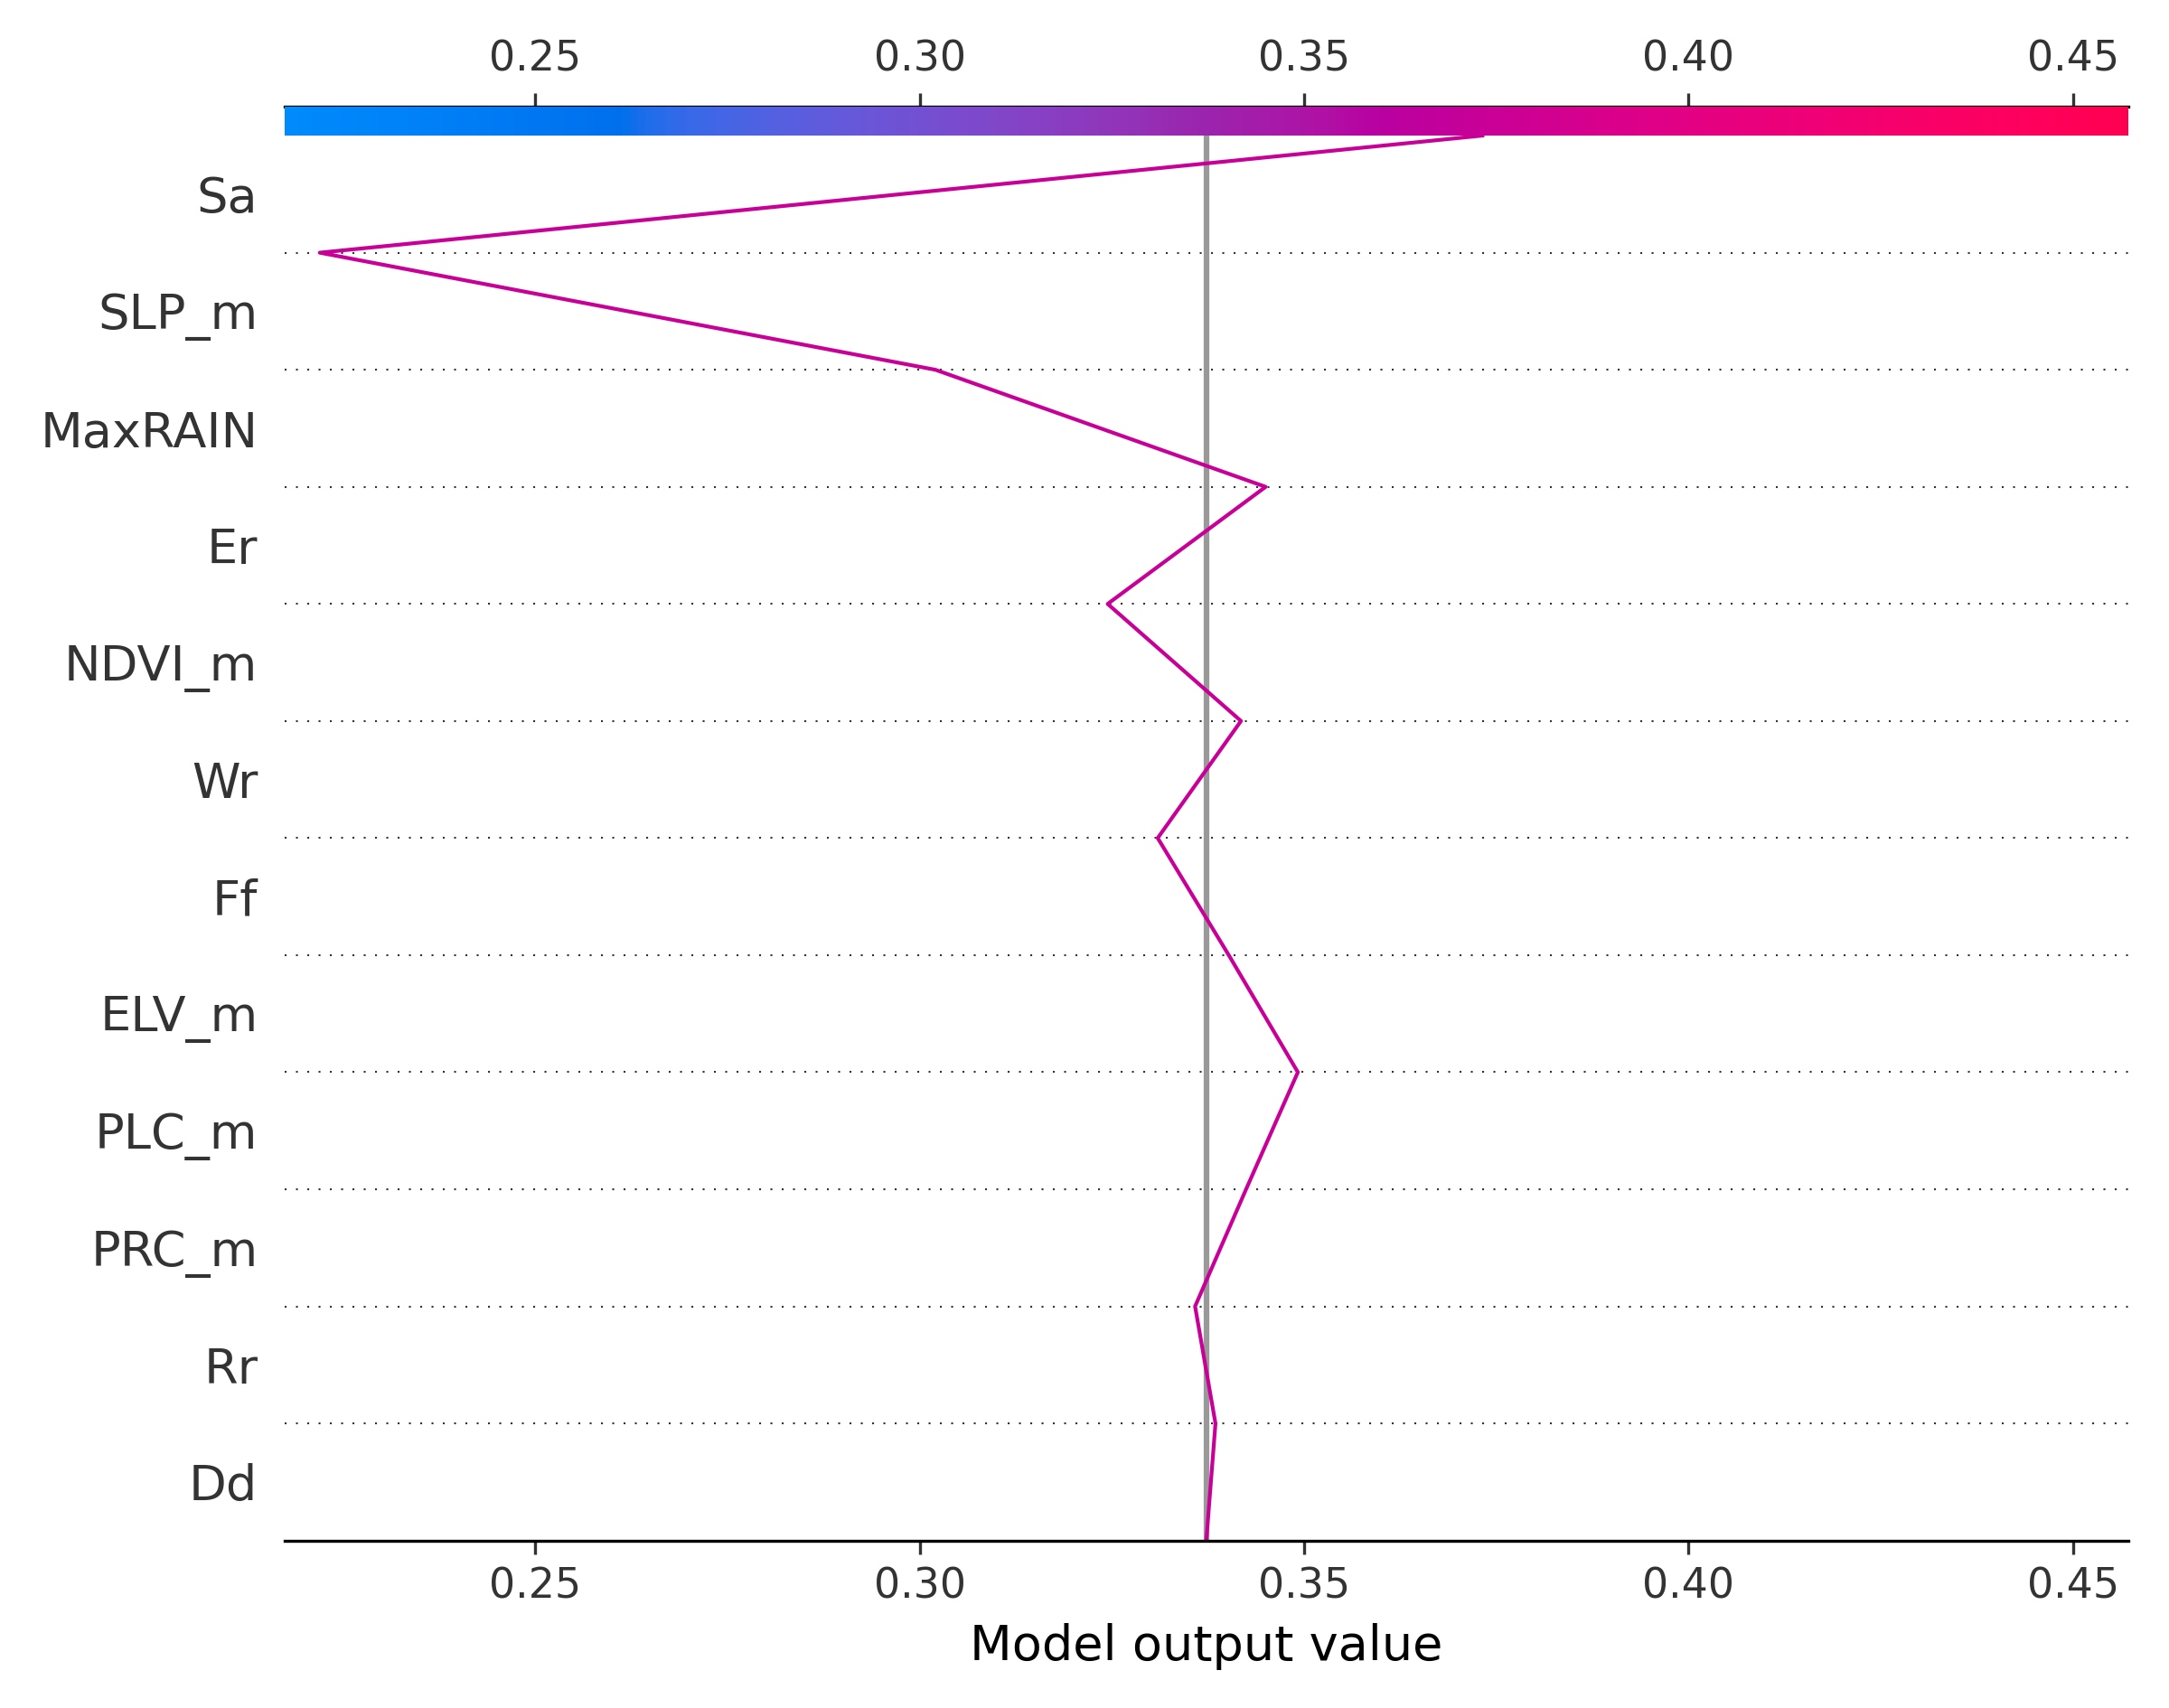 0.25 0.30 0.35 0.40 0.45
Sa
SLP_m
MaxRAIN
Er
NDVI_m
Wr
Ff
ELV_m
PLC_m
PRC_m
Rr
Dd
0.25 0.30 0.35 0.40 0.45
Model output value